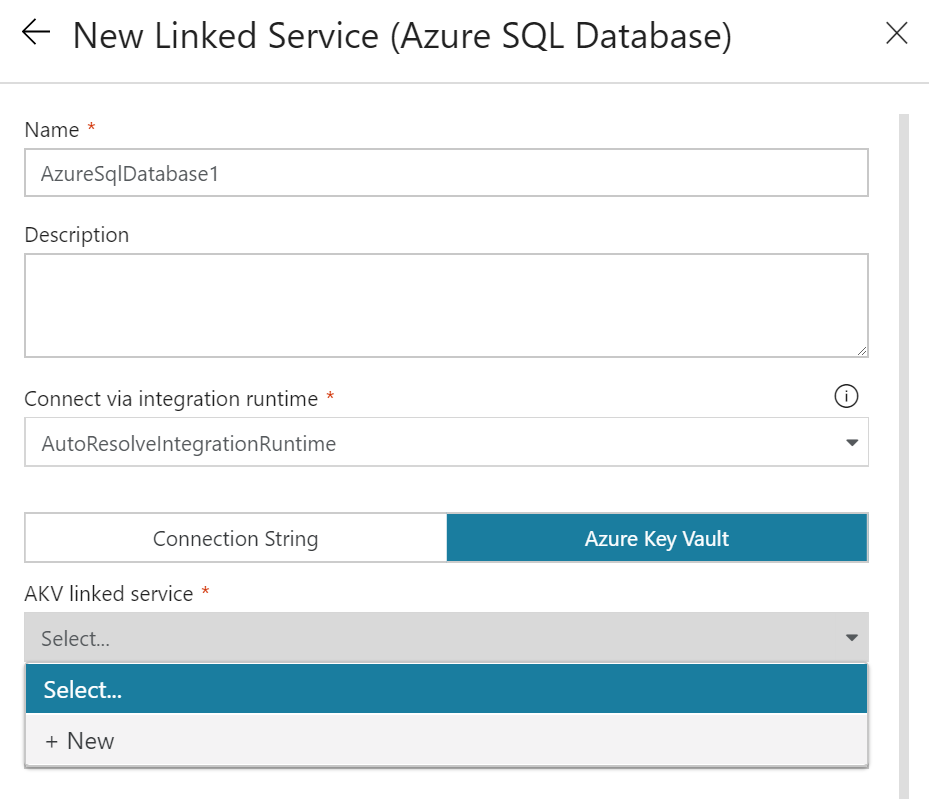 New Linked Service (Azure SQL Database)
Name *
AzureSqlDatabase1
Description
Connect via integration runtime *
AutoResolveIntegrationRuntime
Connection String
Azure Key Vault
AKV linked service *
Select...
Select...
+ New